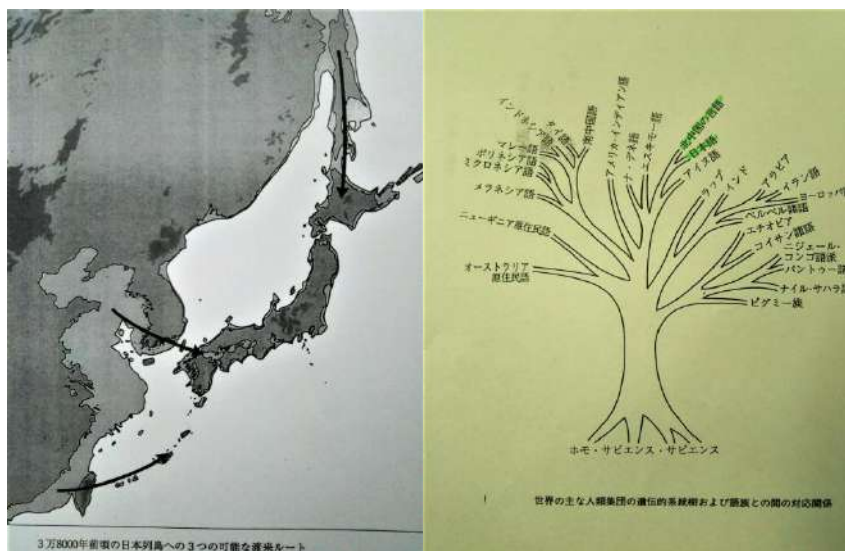 3万8000年前頃の日本列島への3つの可能な渡来ルート
インドネシア語
タイ語
南中国語
マレー語
ポリネシア語
ミクロネシア語
メラネシア語
ニューギニア原住民語
オーストラリア
原住民語
アメリカ・インディアン語
ナ・デネ語
エスキモー語
北中国の言語
日本語
アイヌ語
ラップ
インド
アラビア
イラン語
ヨーロッパ
ベルベル諸語
エチオピア
コイサン諸語
ニジェール・
コンゴ語派
バントゥー語
ナイル・サハラ語
ピグミー族
ホモ・サピエンス・サピエンス
世界の主な人類集団の遺伝的系統樹および語族との間の対応関係